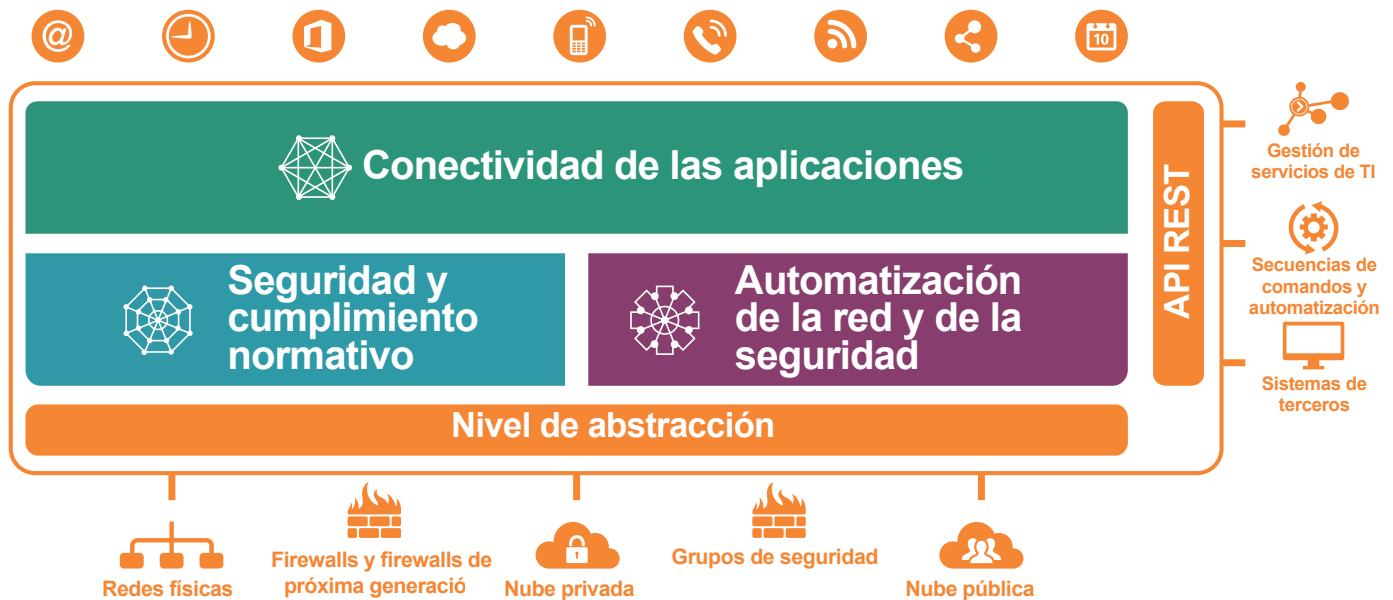 10
Conectividad de las aplicaciones
Seguridad y
cumplimiento
normativo
Automatización
de la red y de la
seguridad
Nivel de abstracción
API REST
Gestión de
servicios de TI
Secuencias de
comandos y
automatización
Sistemas de
terceros
Redes físicas
Firewalls y firewalls de
próxima generació
Nube privada
Grupos de seguridad
Nube pública